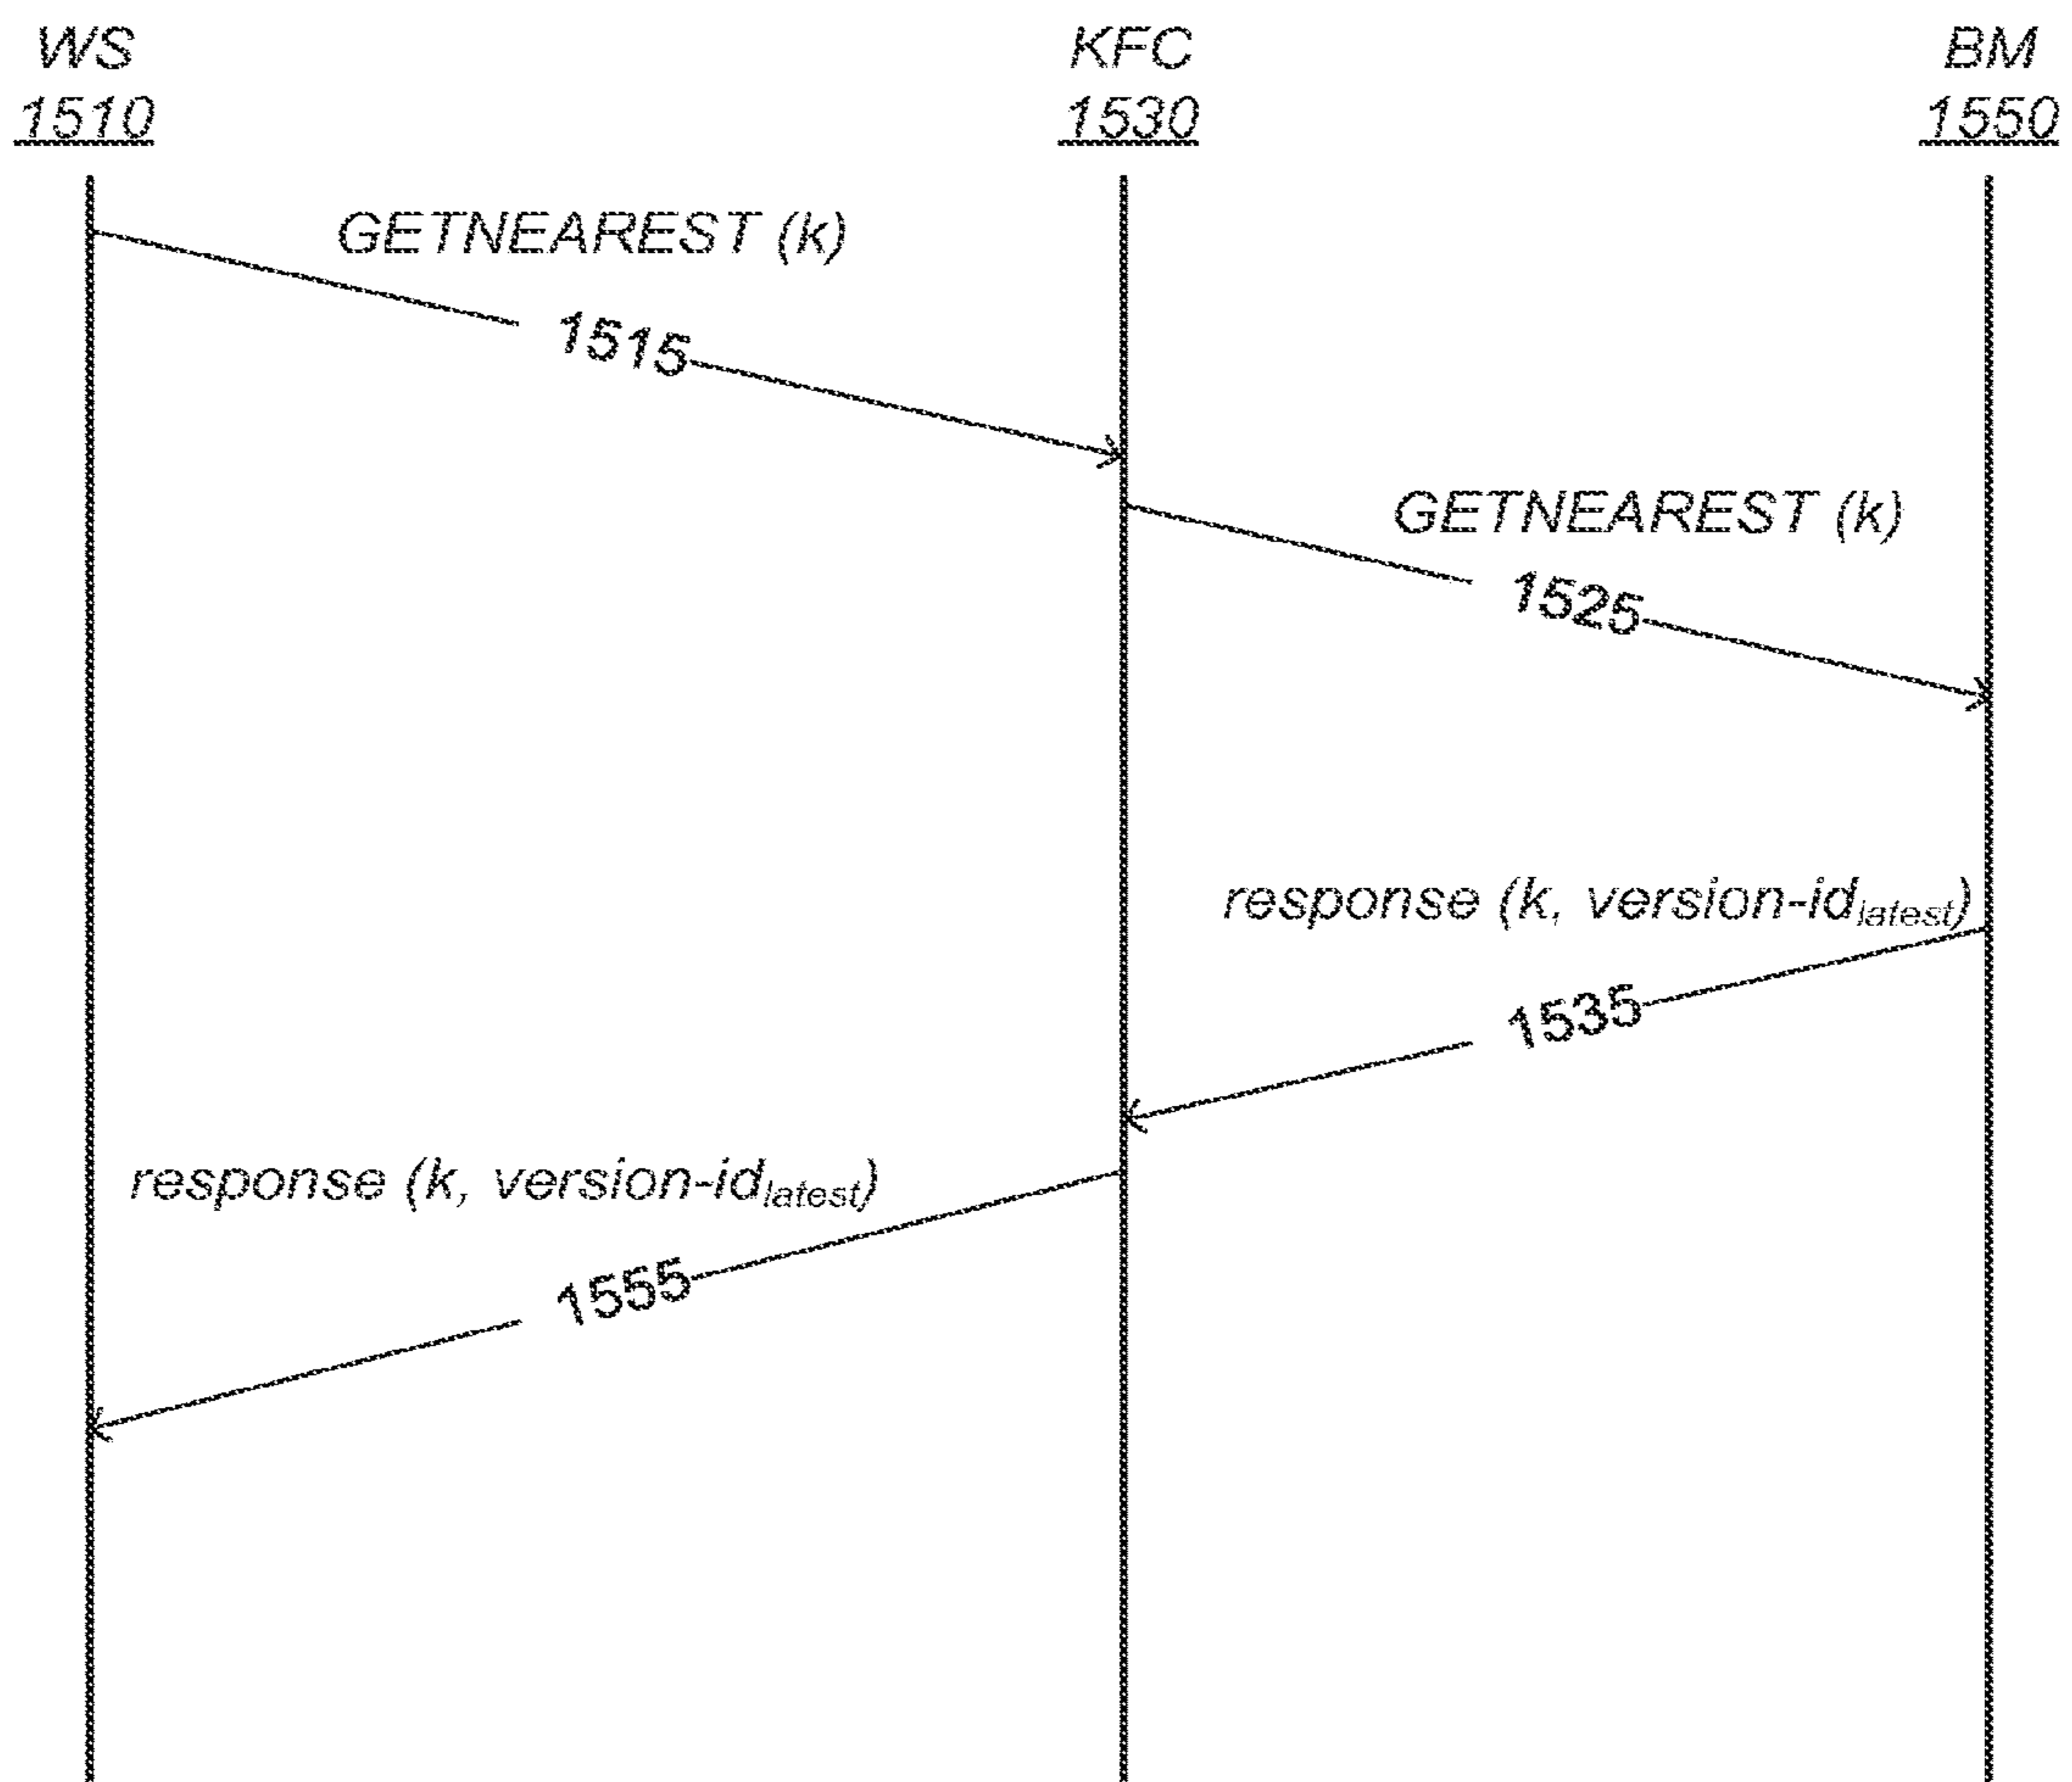 WS
1510
KFC
1530
BM
1550
GETNEAREST (k)
1515
GETNEAREST (k)
1525
response (k, version-idlatest)
1535
response (k, version-idlatest)
1555